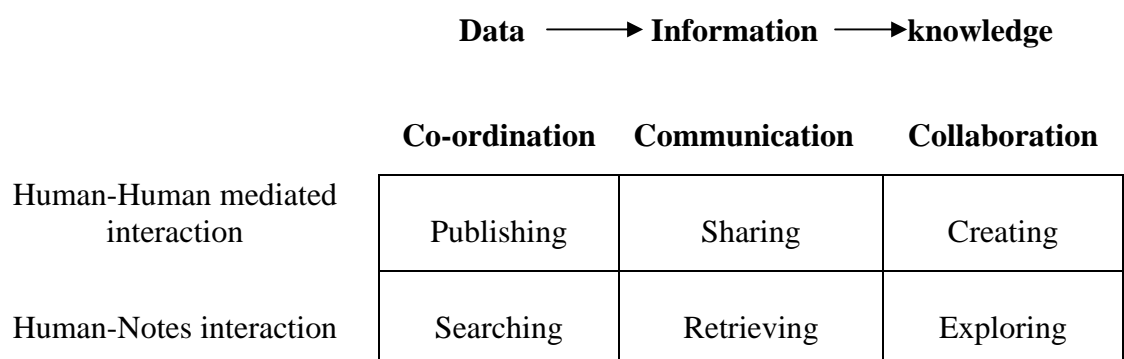 Data Information knowledge
Co-ordination Communication Collaboration
Human-Human mediated
interaction
Publishing Sharing Creating
Human-Notes interaction Searching Retrieving Exploring